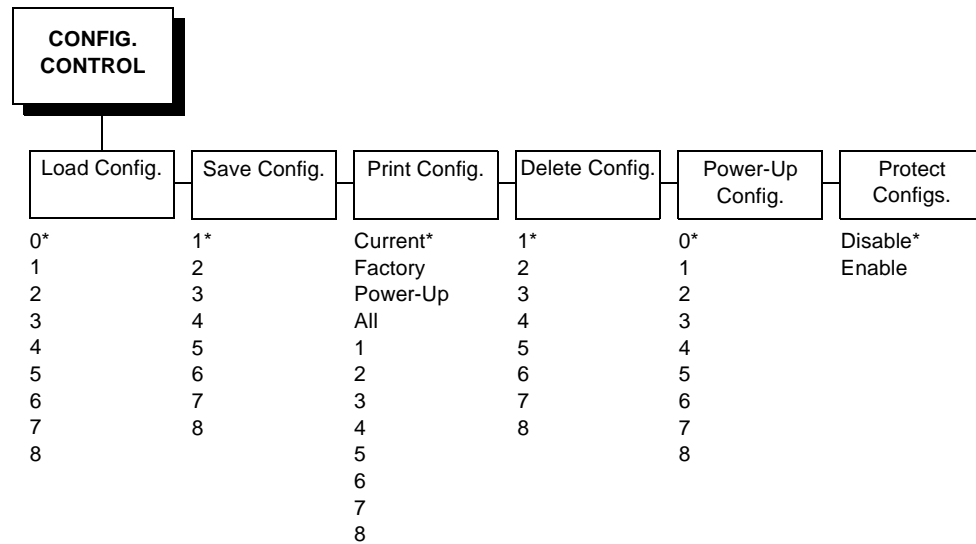 CONFIG.
CONTROL
Load Config.
Save Config.
Print Config.
Delete Config.
Power-Up
Config.
Protect
Configs.
0*
1
2
3
4
5
6
7
8
1*
2
3
4
5
6
7
8
Current*
Factory
Power-Up
All
1
2
3
4
5
6
7
8
1*
2
3
4
5
6
7
8
0*
1
2
3
4
5
6
7
8
Disable*
Enable